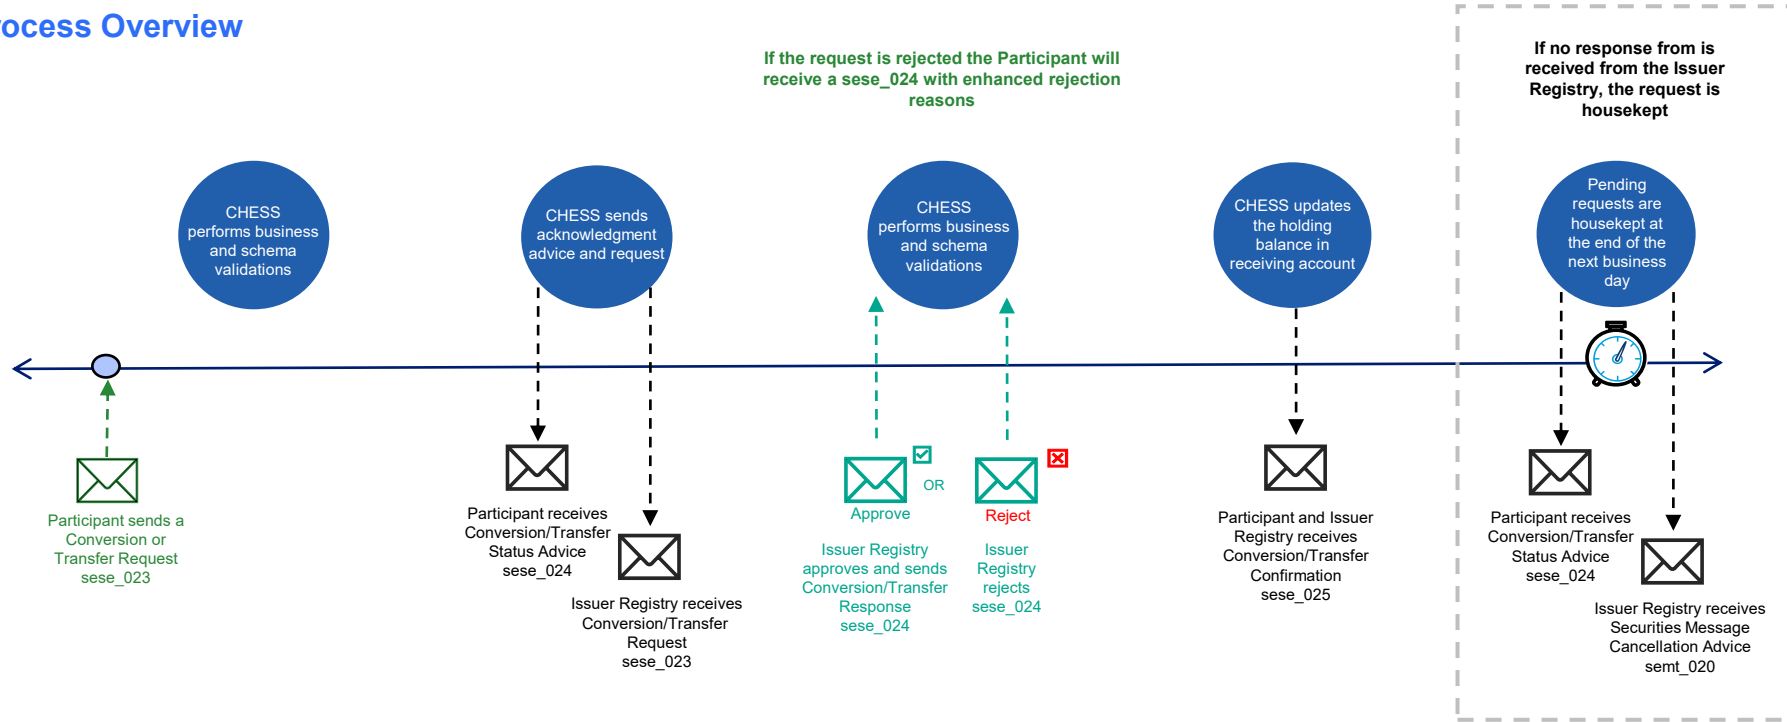 ocess Overview
If the request is rejected the Participant will
receive a sese_024 with enhanced rejection
reasons
If no response from is
received from the Issuer
Registry, the request is
housekept
CHESS
performs business
and schema
validations
CHESS sends
acknowledgment
advice and request
CHESS
performs business
and schema
validations
CHESS updates
the holding
balance in
receiving account
Pending
requests are
housekept at
the end of the
next business
day
Participant sends a
Conversion or
Transfer Request
sese_023
Participant receives
Conversion/Transfer
Status Advice
sese_024
Issuer Registry receives
Conversion/Transfer
Request
sese_023
Approve
OR
Reject
Issuer Registry
approves and sends
Conversion/Transfer
Response
sese_024
Issuer
Registry
rejects
sese_024
Participant and Issuer
Registry receives
Conversion/Transfer
Confirmation
sese_025
Participant receives
Conversion/Transfer
Status Advice
sese_024
Issuer Registry receives
Securities Message
Cancellation Advice
semt_020